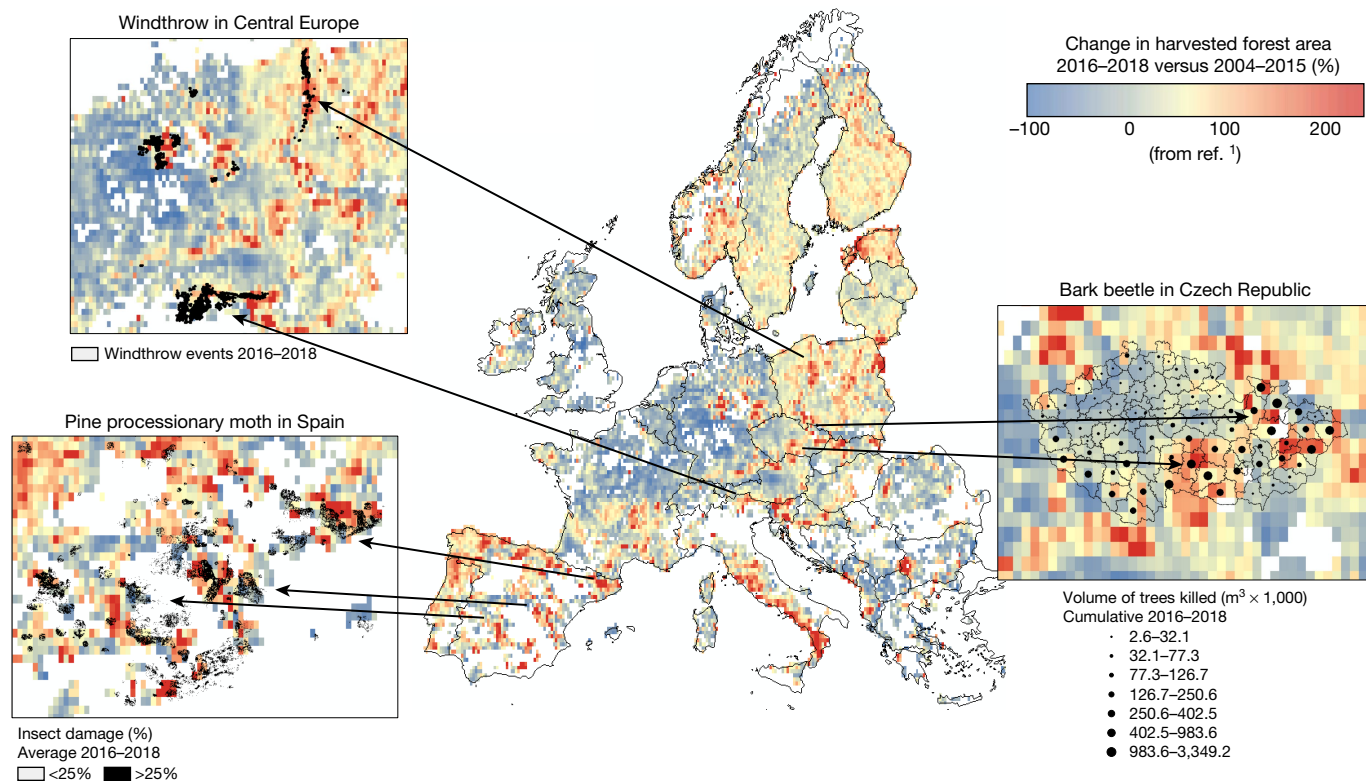 Windthrow in Central Europe
Windthrow events 2016–2018
Change in harvested forest area
2016–2018 versus 2004–2015 (%)
–100 0 100 200
(from ref. 1)
Pine processionary moth in Spain
Insect damage (%)
Average 2016–2018
<25% >25%
Bark beetle in Czech Republic
Volume of trees killed (m³ × 1,000)
Cumulative 2016–2018
2.6–32.1
32.1–77.3
77.3–126.7
126.7–250.6
250.6–402.5
402.5–983.6
983.6–3,349.2